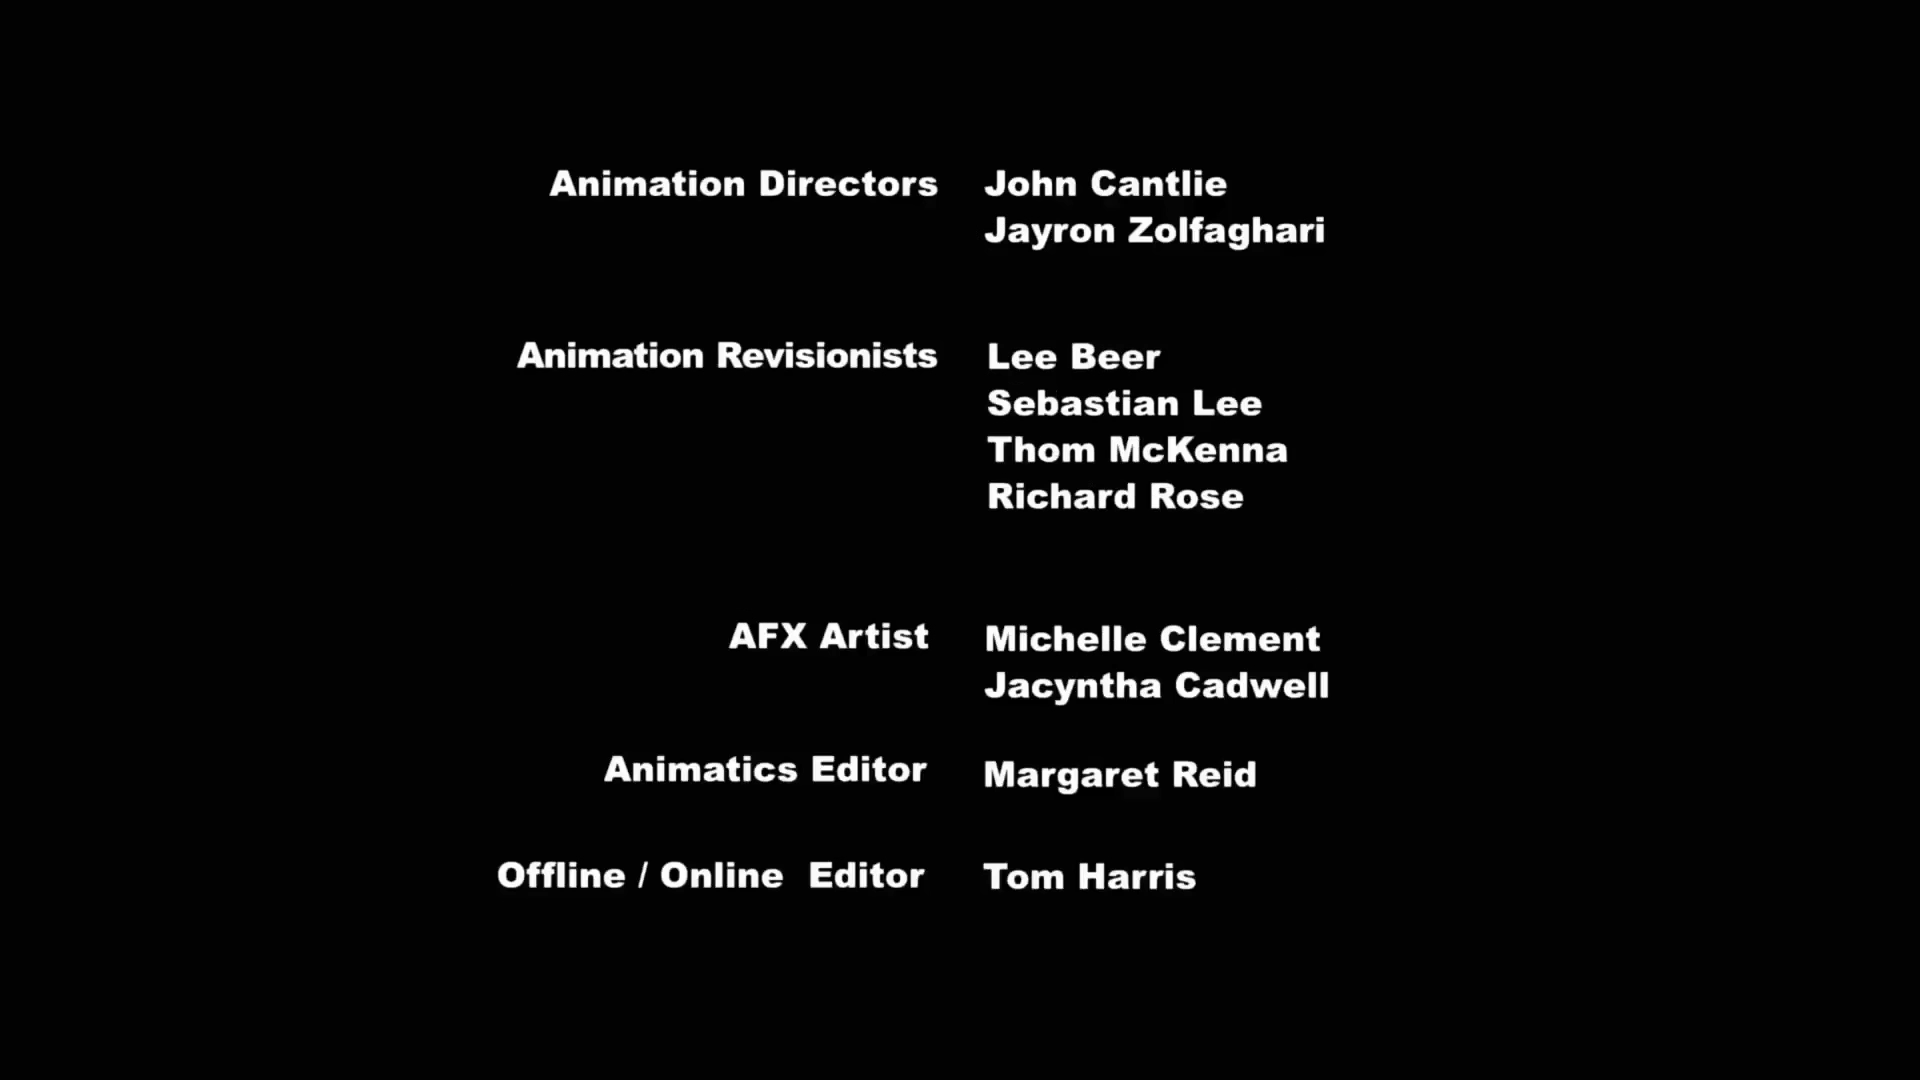 Animation Directors John Cantlie
Jayron Zolfaghari
Animation Revisionists Lee Beer
Sebastian Lee
Thom McKenna
Richard Rose
AFX Artist Michelle Clement
Jacyntha Cadwell
Animatics Editor Margaret Reid
Offline / Online  Editor Tom Harris